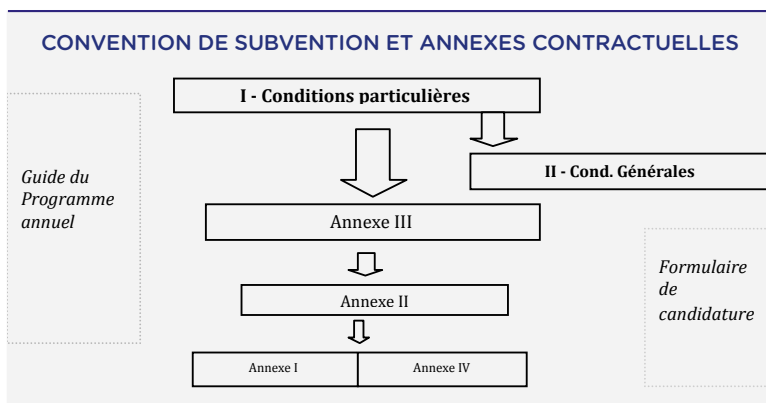 CONVENTION DE SUBVENTION ET ANNEXES CONTRACTUELLES
I - Conditions particulières
II - Cond. Générales
Guide du
Programme
annuel
Annexe III
Formulaire
de
candidature
Annexe II
Annexe I
Annexe IV